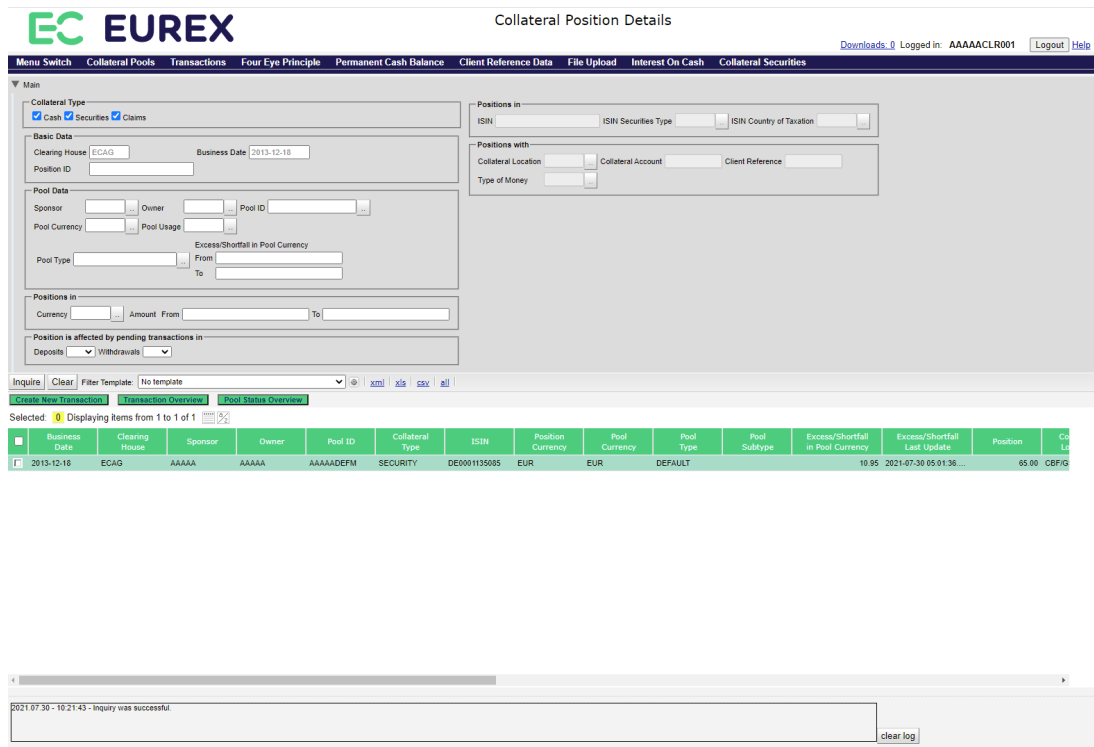 EC EUREX
Collateral Position Details
Downloads: 0 Logged in: AAAAACLR001 Logout Help
Menu Switch Collateral Pools Transactions Four Eye Principle Permanent Cash Balance Client Reference Data File Upload Interest On Cash Collateral Securities
Main
Collateral Type
Cash Securities Claims
Basic Data
Clearing House ECAG Business Date 2013-12-18
Position ID
Pool Data
Sponsor .. Owner .. Pool ID ..
Pool Currency .. Pool Usage ..
Excess/Shortfall in Pool Currency
Pool Type .. From
To
Positions in
Currency .. Amount From To
Position is affected by pending transactions in
Deposits Withdrawals
Positions in
ISIN ISIN Securities Type .. ISIN Country of Taxation ..
Positions with
Collateral Location .. Collateral Account Client Reference
Type of Money ..
Inquire Clear Filter Template: No template xml xls csv all
Create New Transaction Transaction Overview Pool Status Overview
Selected: 0 Displaying items from 1 to 1 of 1
Business Date Clearing House Sponsor Owner Pool ID Collateral Type ISIN Position Currency Pool Currency Pool Type Pool Subtype Excess/Shortfall in Pool Currency Excess/Shortfall Last Update Position Co Lo
2013-12-18 ECAG AAAAA AAAAA AAAAADEFM SECURITY DE0001135085 EUR EUR DEFAULT 10.95 2021-07-30 05:01:36.... 65.00 CBF/G
2021.07.30 - 10:21:43 - Inquiry was successful.
clear log